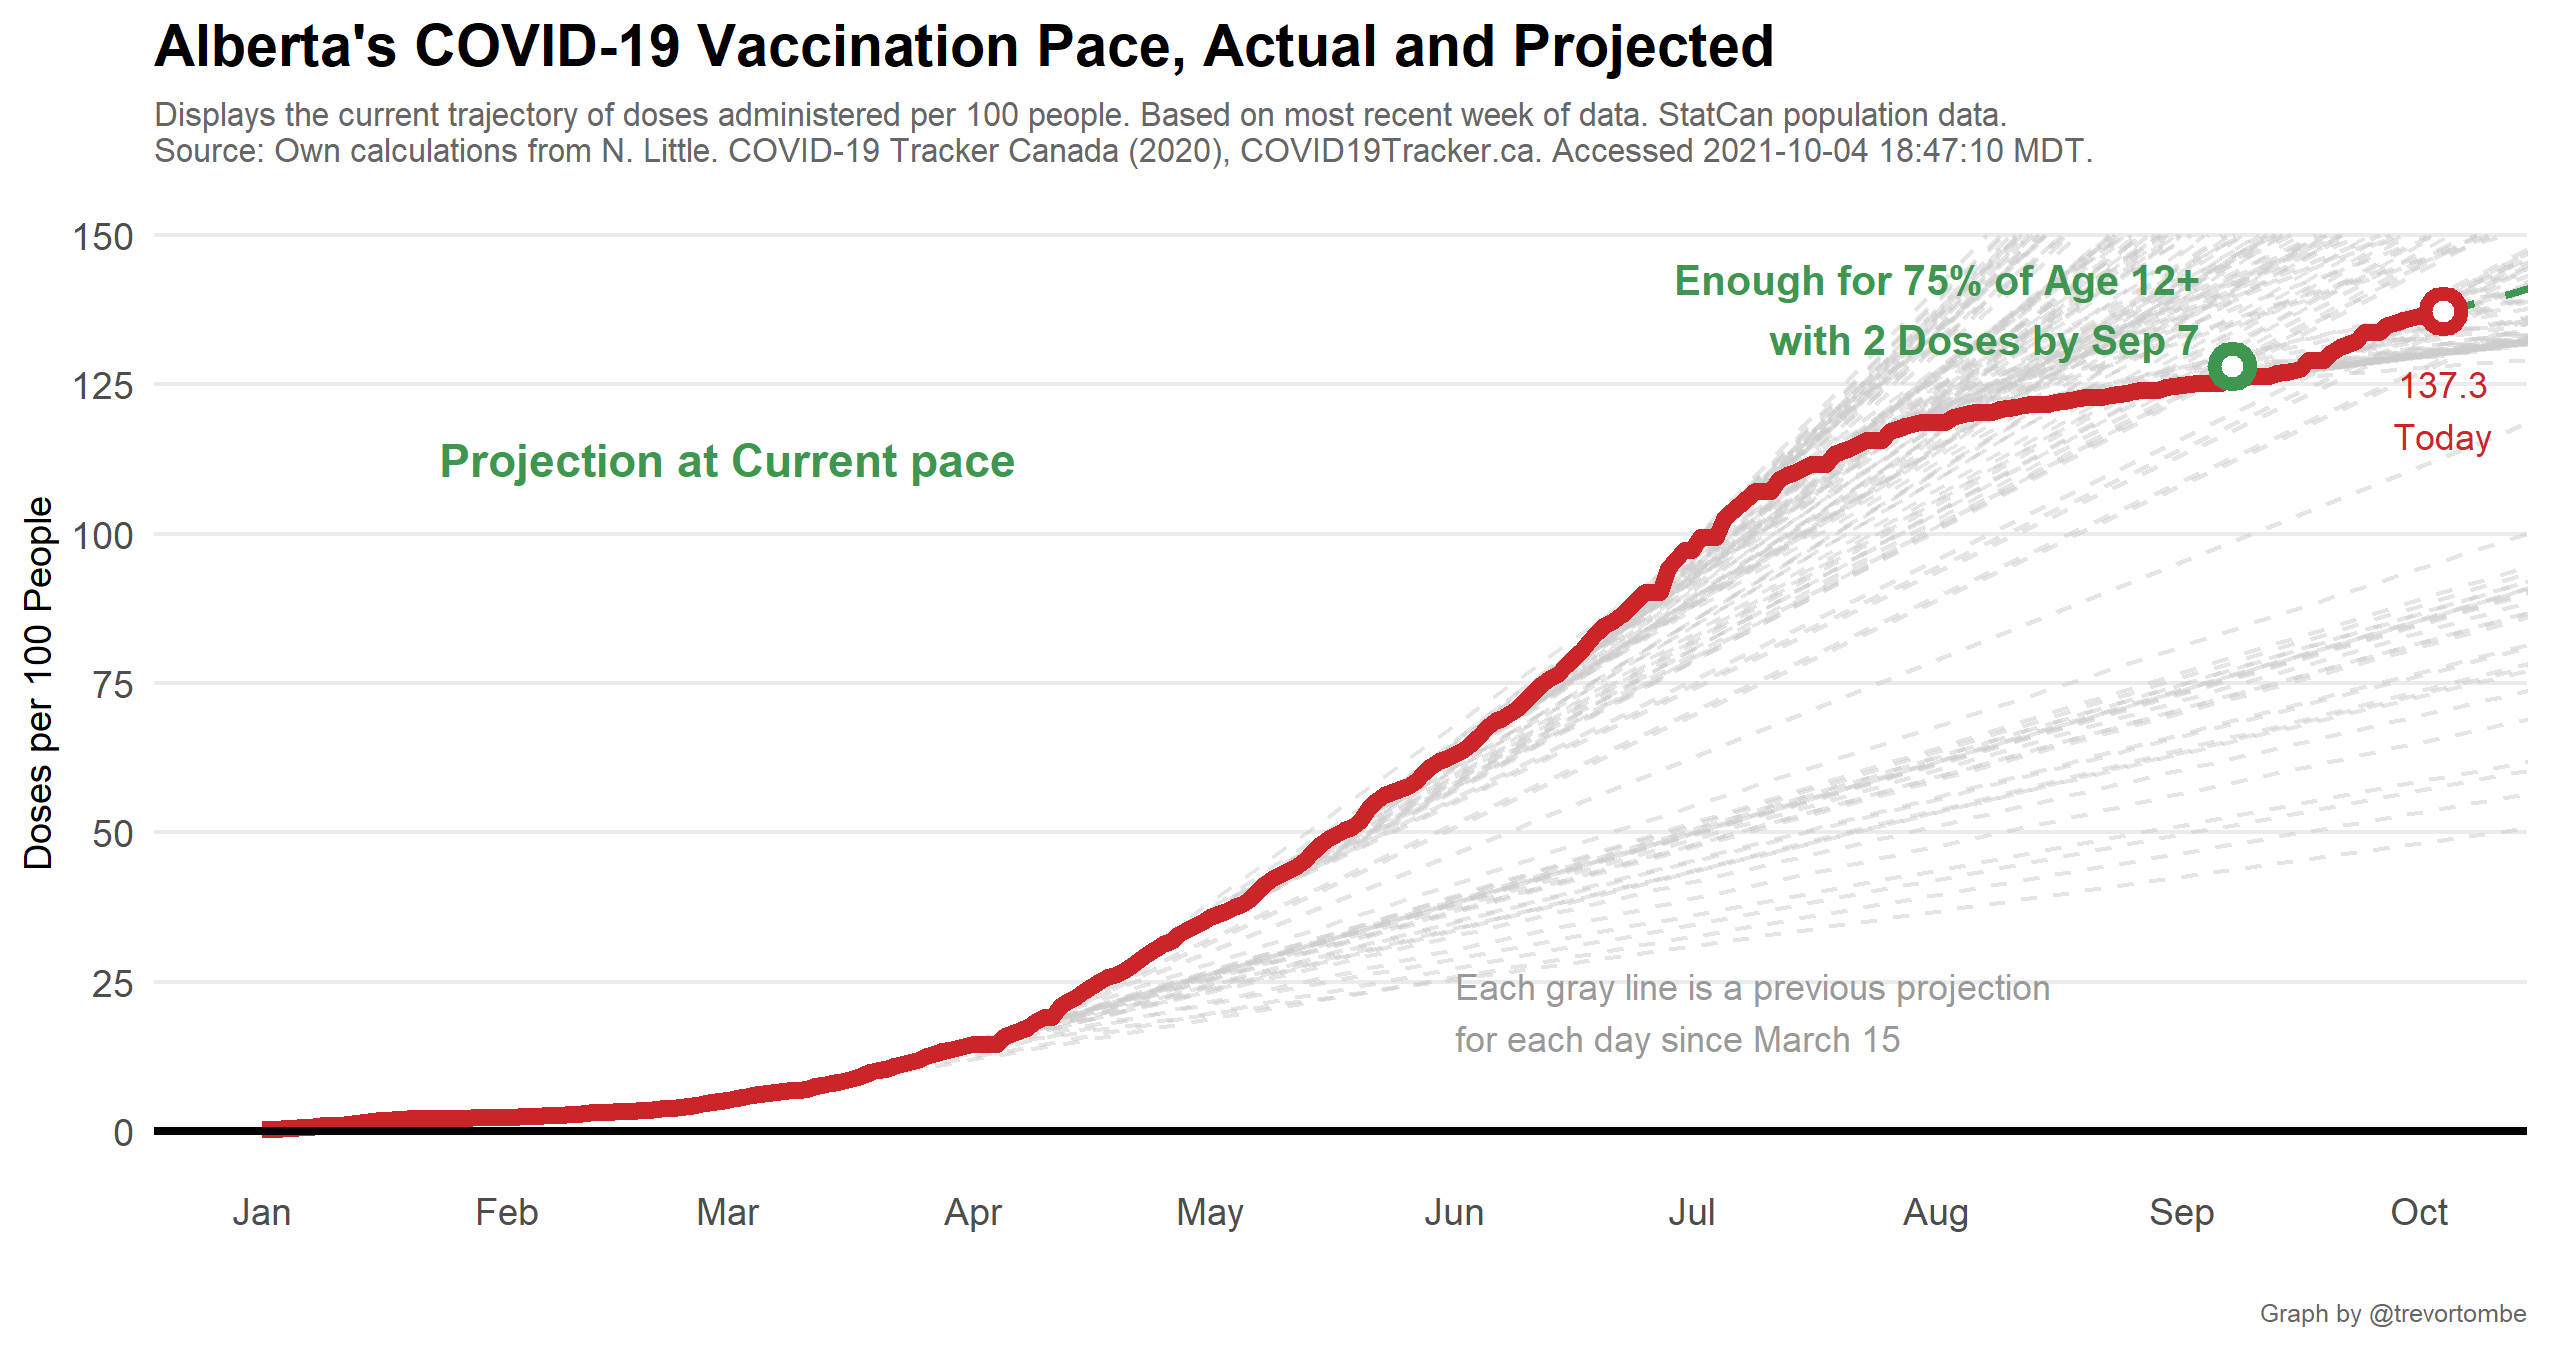 Alberta's COVID-19 Vaccination Pace, Actual and Projected
Displays the current trajectory of doses administered per 100 people. Based on most recent week of data. StatCan population data.
Source: Own calculations from N. Little. COVID-19 Tracker Canada (2020), COVID19Tracker.ca. Accessed 2021-10-04 18:47:10 MDT.
Doses per 100 People
150
125
100
75
50
25
0
Enough for 75% of Age 12+
with 2 Doses by Sep 7
137.3
Today
Projection at Current pace
Each gray line is a previous projection
for each day since March 15
Jan Feb Mar Apr May Jun Jul Aug Sep Oct
Graph by @trevortombe